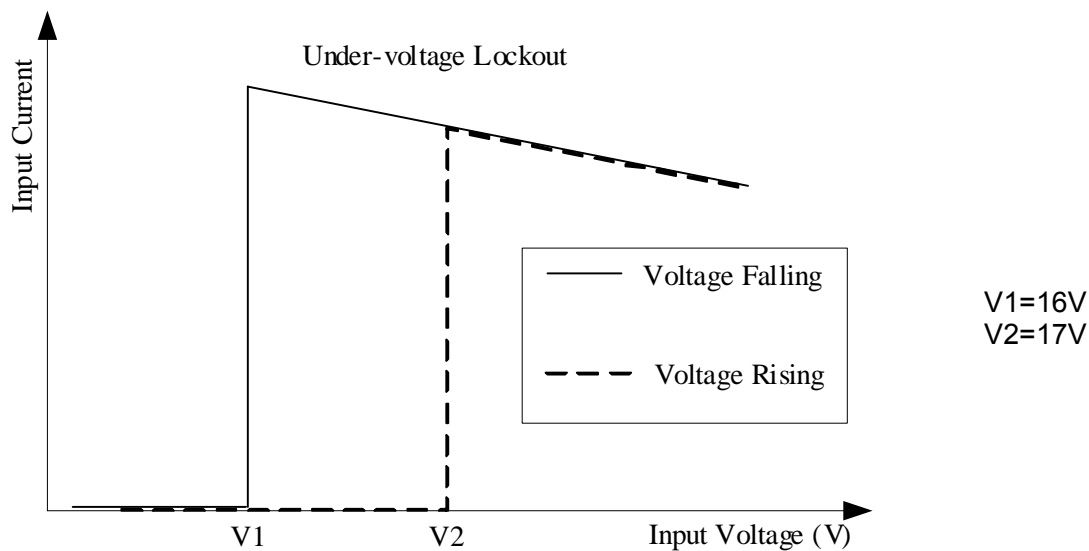 Under-voltage Lockout
Input Current
Voltage Falling
Voltage Rising
V1=16V
V2=17V
V1
V2
Input Voltage (V)